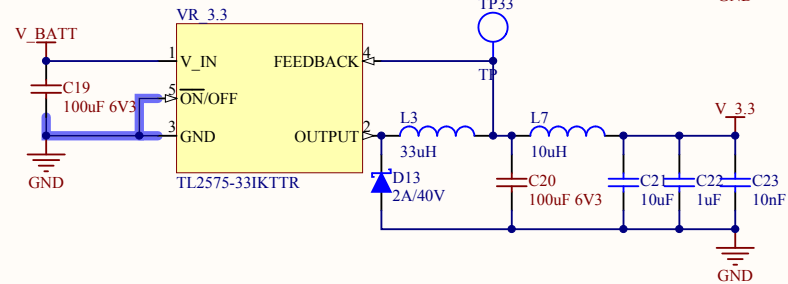 GND
TP33
VR_3.3
V_BATT
1
V_IN
FEEDBACK
4
TP
C19
100uF 6V3
5
ON/OFF
3
GND
OUTPUT
2
L3
33uH
L7
10uH
V_3.3
GND
TL2575-33IKTTR
D13
2A/40V
C20
100uF 6V3
C21
10uF
C22
1uF
C23
10nF
GND